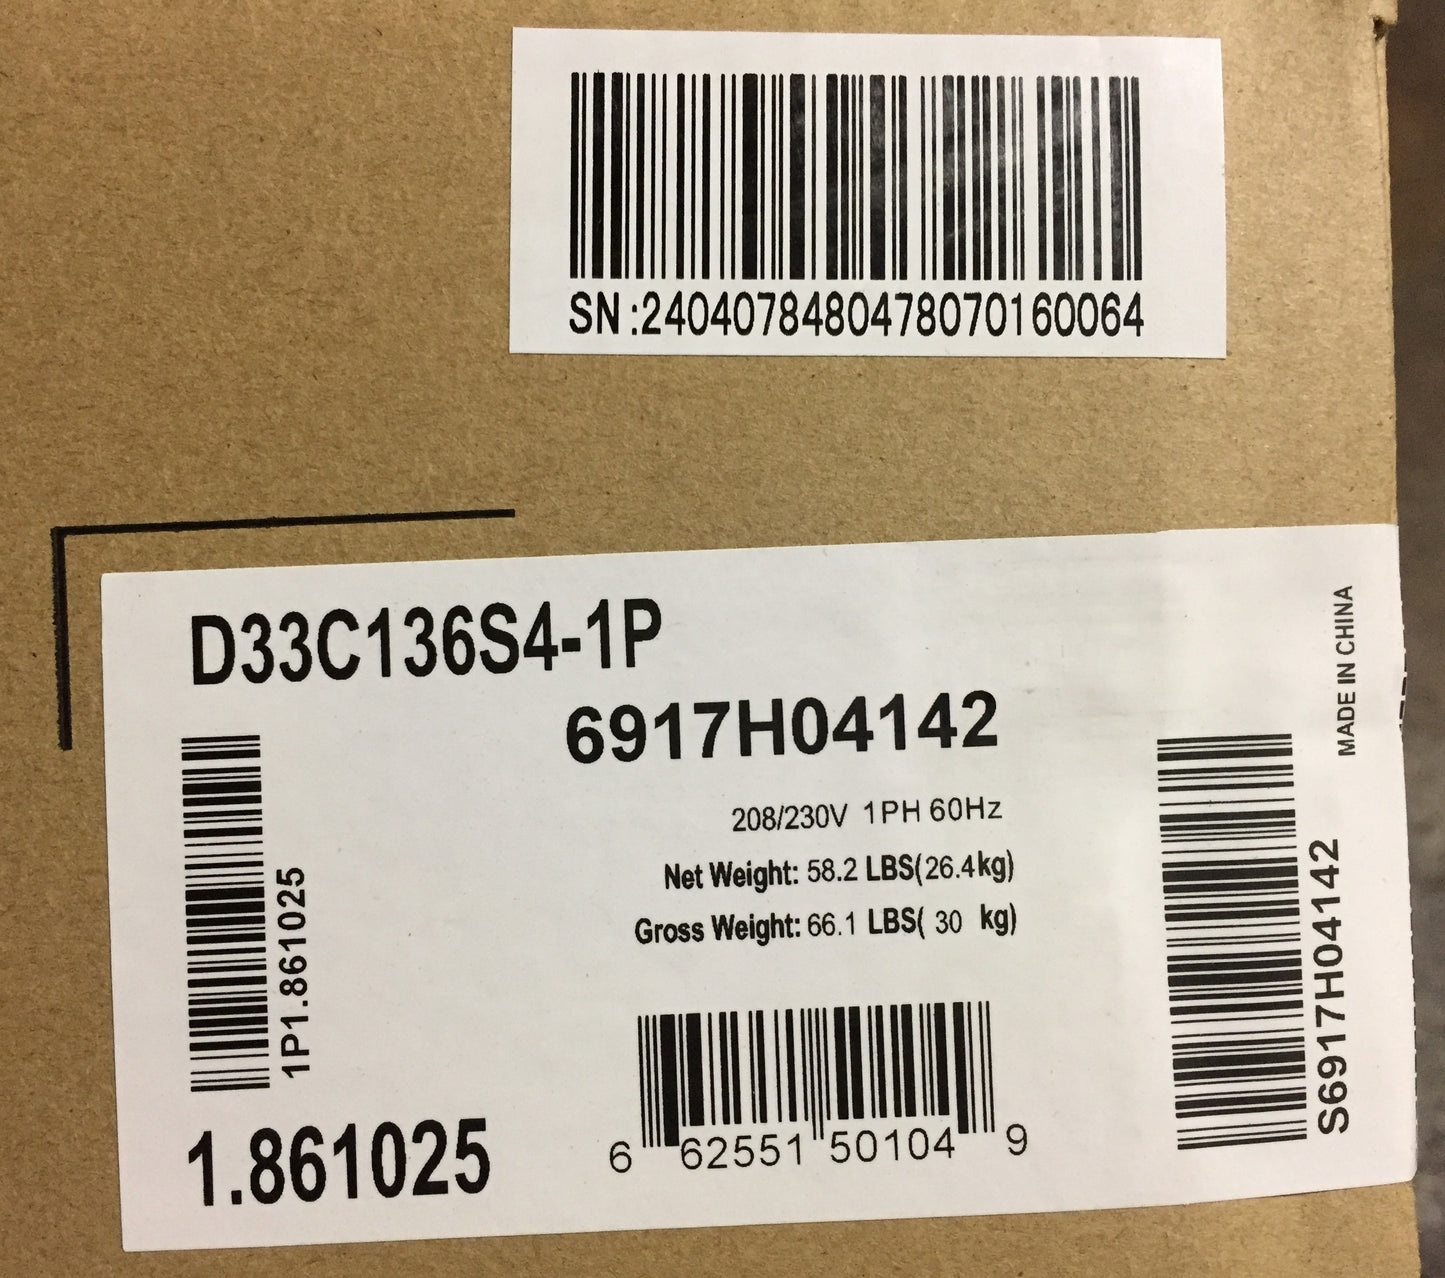 SN:2404078480478070160064
D33C136S4-1P
6917H04142
208/230V 1PH 60Hz
Net Weight: 58.2 LBS(26.4kg)
Gross Weight: 66.1 LBS( 30 kg)
1P1.861025
1.861025
6 62551 50104 9
S6917H04142
MADE IN CHINA